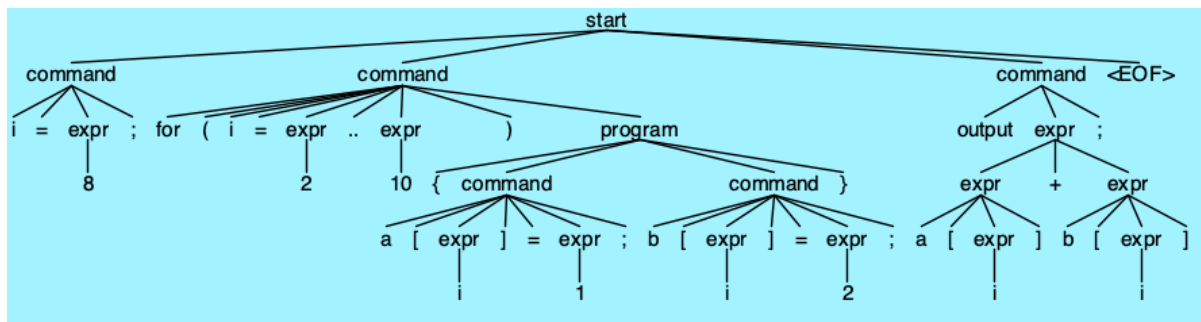 start
command command command <EOF>
i = expr ; for ( i = expr .. expr ) program output expr ;
8 2 10 { command command } expr + expr
a [ expr ] = expr ; b [ expr ] = expr ; a [ expr ] b [ expr ]
i 1 i 2 i i